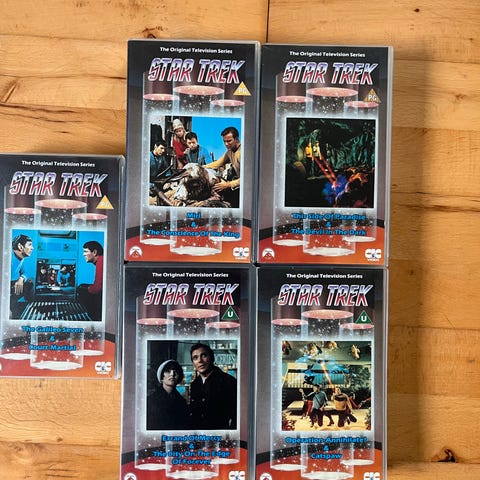 The Original Television Series
STAR TREK
Miri
&
The Conscience Of The King
The Original Television Series
STAR TREK
PG
This Side Of Paradise
&
The Devil In The Dark
VIDEO
The Original Television Series
STAR TREK
The Galileo Seven
&
Court Martial
The Original Television Series
STAR TREK
U
Errand Of Mercy
&
The City On The Edge
Of Forever
The Original Television Series
STAR TREK
U
Operation-Annihilate!
&
Catspaw